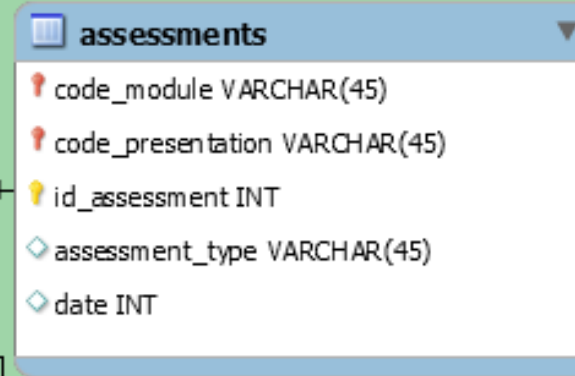 assessments
code_module VARCHAR(45)
code_presentation VARCHAR(45)
id_assessment INT
assessment_type VARCHAR(45)
date INT